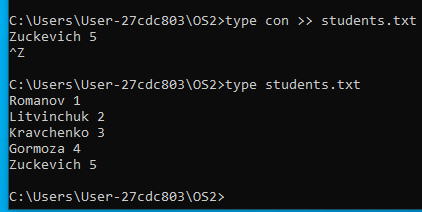 C:\Users\User-27cdc803\OS2>type con >> students.txt
Zuckevich 5
^Z
C:\Users\User-27cdc803\OS2>type students.txt
Romanov 1
Litvinchuk 2
Kravchenko 3
Gormoza 4
Zuckevich 5
C:\Users\User-27cdc803\OS2>